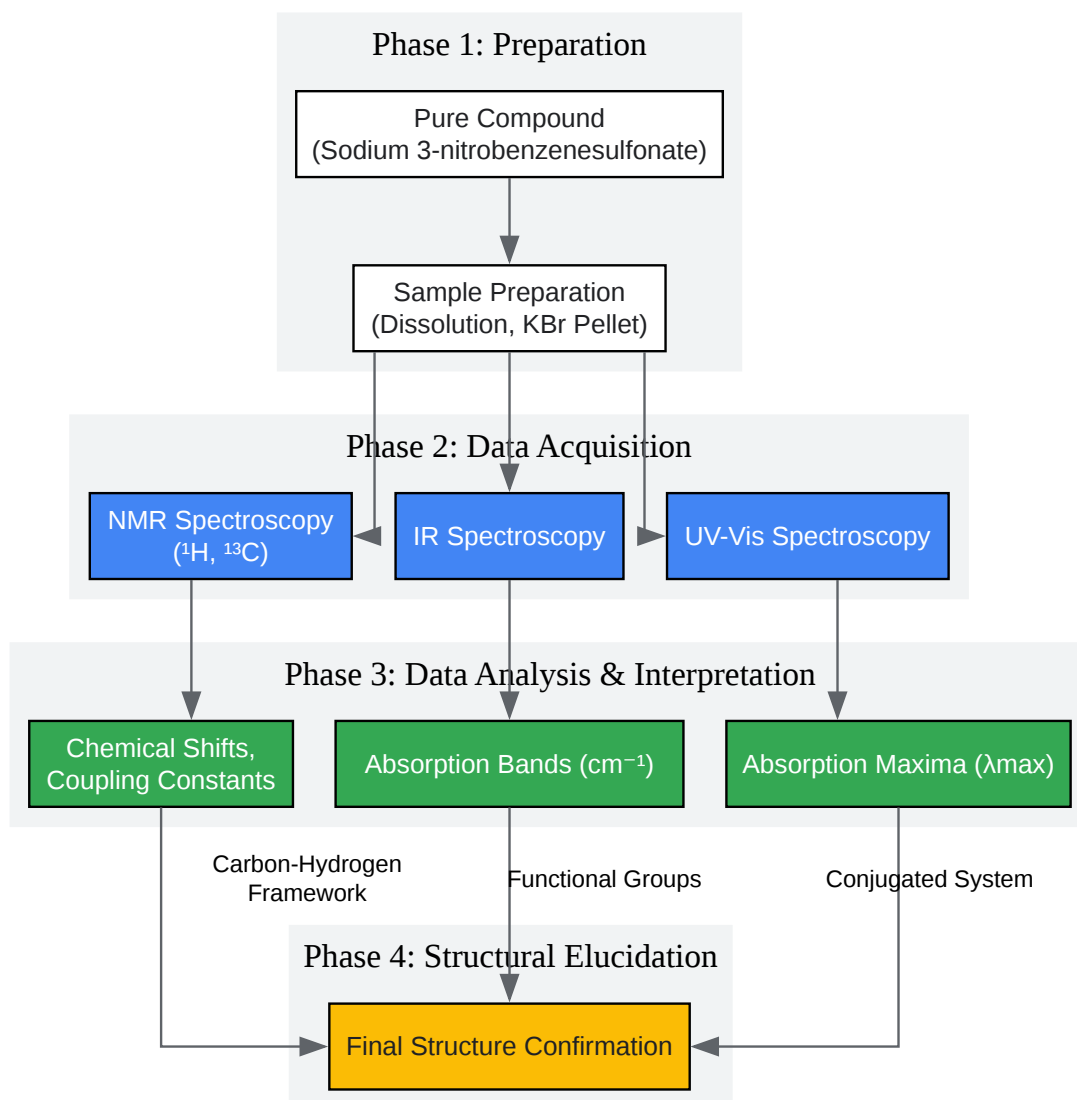 Phase 1: Preparation
Pure Compound
(Sodium 3-nitrobenzenesulfonate)
Sample Preparation
(Dissolution, KBr Pellet)
Phase 2: Data Acquisition
NMR Spectroscopy
(¹H, ¹³C)
IR Spectroscopy
UV-Vis Spectroscopy
Phase 3: Data Analysis & Interpretation
Chemical Shifts,
Coupling Constants
Absorption Bands (cm⁻¹)
Absorption Maxima (λmax)
Carbon-Hydrogen
Framework
Functional Groups
Conjugated System
Phase 4: Structural Elucidation
Final Structure Confirmation